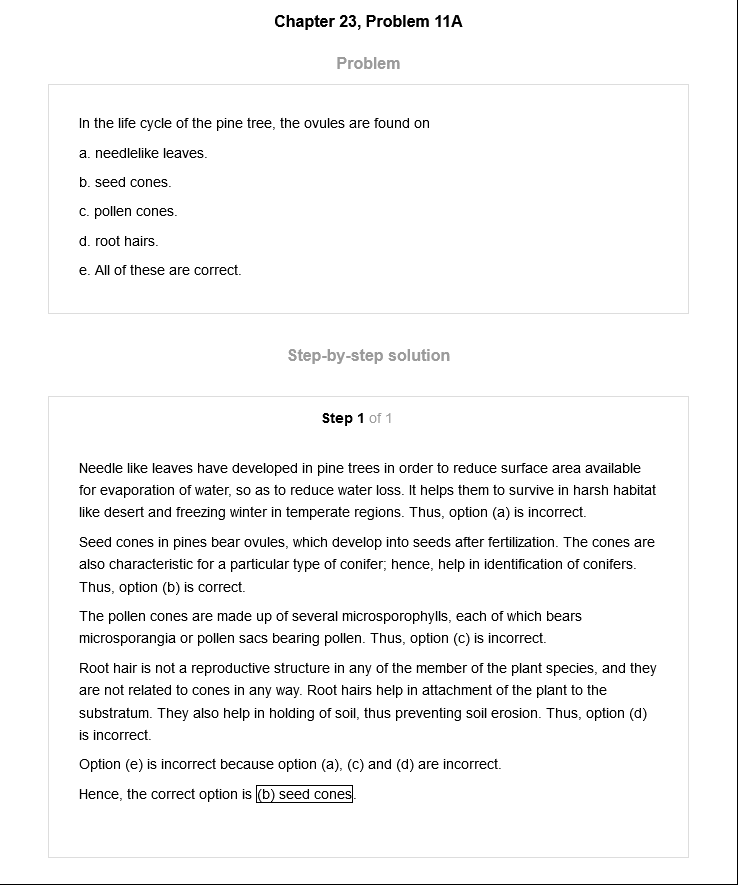 Chapter 23, Problem 11A
Problem
In the life cycle of the pine tree, the ovules are found on
a. needlelike leaves.
b. seed cones.
c. pollen cones.
d. root hairs.
e. All of these are correct.
Step-by-step solution
Step 1 of 1
Needle like leaves have developed in pine trees in order to reduce surface area available
for evaporation of water, so as to reduce water loss. It helps them to survive in harsh habitat
like desert and freezing winter in temperate regions. Thus, option (a) is incorrect.
Seed cones in pines bear ovules, which develop into seeds after fertilization. The cones are
also characteristic for a particular type of conifer; hence, help in identification of conifers.
Thus, option (b) is correct.
The pollen cones are made up of several microsporophylls, each of which bears
microsporangia or pollen sacs bearing pollen. Thus, option (c) is incorrect.
Root hair is not a reproductive structure in any of the member of the plant species, and they
are not related to cones in any way. Root hairs help in attachment of the plant to the
substratum. They also help in holding of soil, thus preventing soil erosion. Thus, option (d)
is incorrect.
Option (e) is incorrect because option (a), (c) and (d) are incorrect.
Hence, the correct option is (b) seed cones.